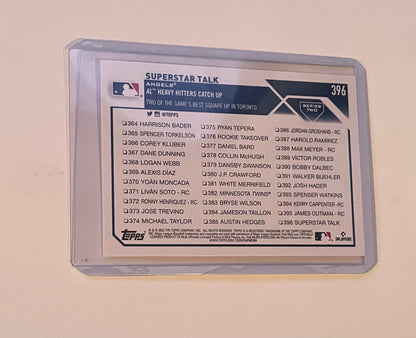 SUPERSTAR TALK
396
ANGELS®
AL™ HEAVY HITTERS CATCH UP
TWO OF THE GAME'S BEST SQUARE UP IN TORONTO
SERIES
TWO
@TOPPS
364 HARRISON BADER
365 SPENCER TORKELSON
366 COREY KLUBER
367 DANE DUNNING
368 LOGAN WEBB
369 ALEXIS DÍAZ
370 YOÁN MONCADA
371 LIVÁN SOTO - RC
372 RONNY HENRIQUEZ - RC
373 JOSE TREVINO
374 MICHAEL TAYLOR
375 RYAN TEPERA
376 ROOKIE TAKEOVER
377 DANIEL BARD
378 COLLIN McHUGH
379 DANSBY SWANSON
380 J.P. CRAWFORD
381 WHITE MERRIFIELD
382 MINNESOTA TWINS®
383 BRYSE WILSON
384 JAMESON TAILLON
385 AUSTIN HEDGES
386 JORDAN GROSHANS - RC
387 HAROLD RAMÍREZ
388 MAX MEYER - RC
389 VÍCTOR ROBLES
390 BOBBY DALBEC
391 WALKER BUEHLER
392 JOSH HADER
393 SPENSER WATKINS
394 KERRY CARPENTER - RC
395 JAMES OUTMAN - RC
396 SUPERSTAR TALK
Topps
PLAYERS